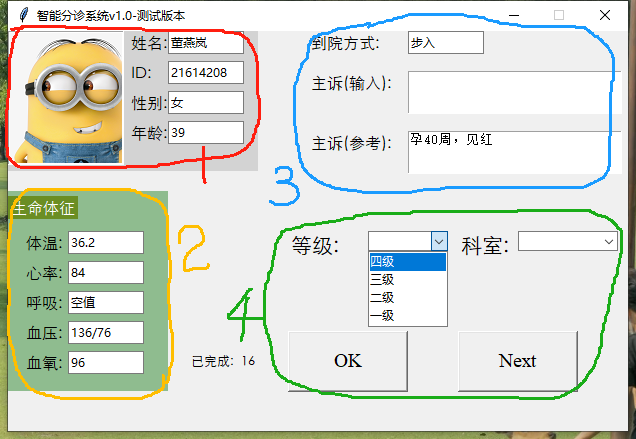 智能分诊系统v1.0-测试版本
姓名: 董燕岚
ID: 21614208
性别: 女
年龄: 39
1
到院方式: 步入
主诉(输入):
主诉(参考): 孕40周，见红
3
生命体征
体温: 36.2
心率: 84
呼吸: 空值
血压: 136/76
血氧: 96
2
等级: 科室:
四级
三级
二级
一级
4
已完成: 16
OK Next